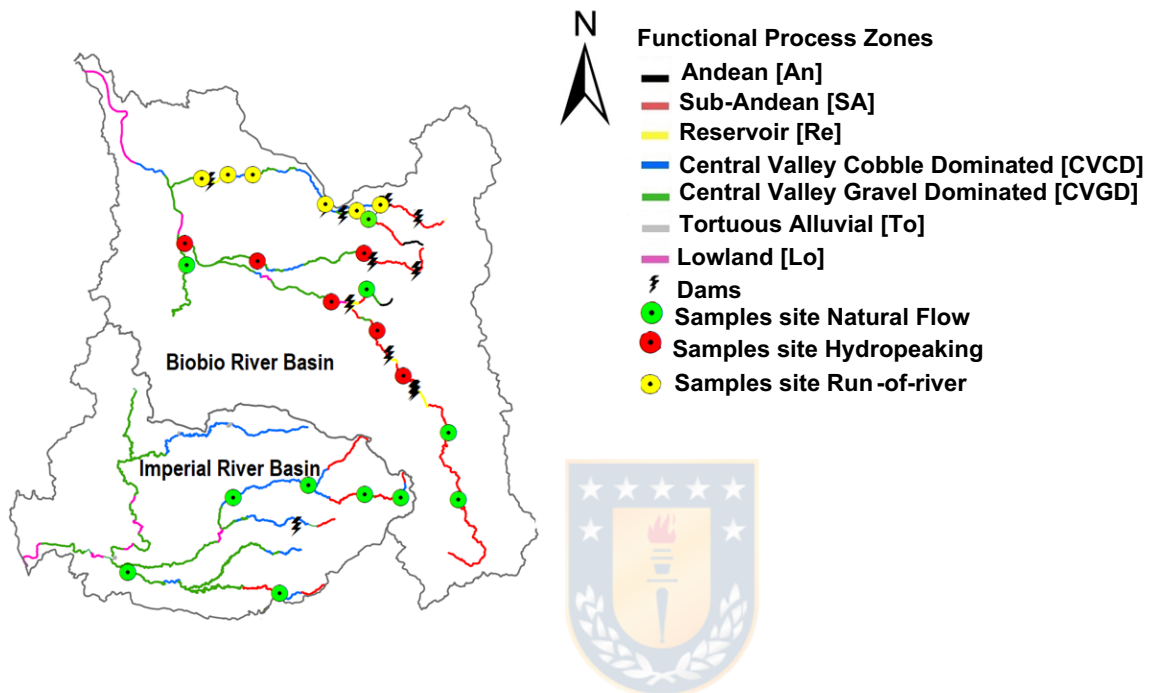 N
Functional Process Zones
Andean [An]
Sub-Andean [SA]
Reservoir [Re]
Central Valley Cobble Dominated [CVCD]
Central Valley Gravel Dominated [CVGD]
Tortuous Alluvial [To]
Lowland [Lo]
Dams
Samples site Natural Flow
Samples site Hydropeaking
Samples site Run-of-river
Biobio River Basin
Imperial River Basin